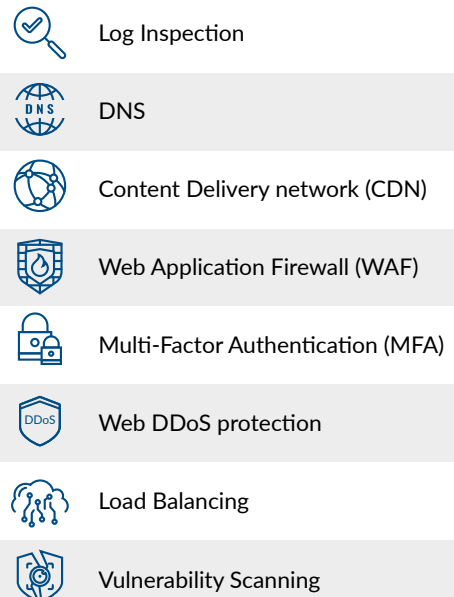 Log Inspection
DNS
DNS
Content Delivery network (CDN)
Web Application Firewall (WAF)
Multi-Factor Authentication (MFA)
DDoS
Web DDoS protection
Load Balancing
Vulnerability Scanning